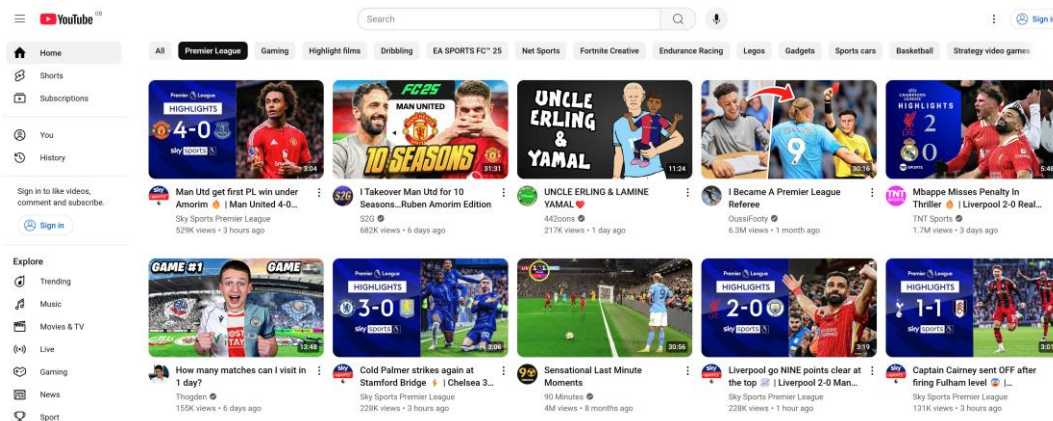 YouTube GB
Search
Sign i
Home
Shorts
Subscriptions
You
History
Sign in to like videos,
comment and subscribe.
Sign in
Explore
Trending
Music
Movies & TV
Live
Gaming
News
Sport
All Premier League Gaming Highlight films Dribbling EA SPORTS FC™ 25 Net Sports Fortnite Creative Endurance Racing Legos Gadgets Sports cars Basketball Strategy video games
Premier League
HIGHLIGHTS
4-0
sky sports
3:04
Man Utd get first PL win under
Amorim 🔥 | Man United 4-0...
Sky Sports Premier League
529K views • 3 hours ago
FC25
MAN UNITED
10 SEASONS
31:31
S2G
I Takeover Man Utd for 10
Seasons...Ruben Amorim Edition
S2G
682K views • 6 days ago
UNCLE
ERLING
&
YAMAL
11:24
UNCLE ERLING & LAMINE
YAMAL❤️
442oons
217K views • 1 day ago
9
30:16
I Became A Premier League
Referee
OussiFooty
6.3M views • 1 month ago
CHAMPIONS
LEAGUE
HIGHLIGHTS
2
0
TNT SPORTS
5:48
TNT
Mbappe Misses Penalty In
Thriller 🔥 | Liverpool 2-0 Real...
TNT Sports
1.7M views • 3 days ago
GAME #1
GAME
13:48
How many matches can I visit in
1 day?
Thogden
155K views • 6 days ago
Premier League
HIGHLIGHTS
3-0
sky sports
3:06
Cold Palmer strikes again at
Stamford Bridge ⚡ | Chelsea 3...
Sky Sports Premier League
228K views • 3 hours ago
1 1
30:56
90
Sensational Last Minute
Moments
90 Minutes
4M views • 8 months ago
Premier League
HIGHLIGHTS
2-0
sky sports
3:19
Liverpool go NINE points clear at
the top 📈 | Liverpool 2-0 Man...
Sky Sports Premier League
228K views • 1 hour ago
Premier League
HIGHLIGHTS
1-1
sky sports
3:01
Captain Cairney sent OFF after
firing Fulham level 😱 |...
Sky Sports Premier League
131K views • 3 hours ago